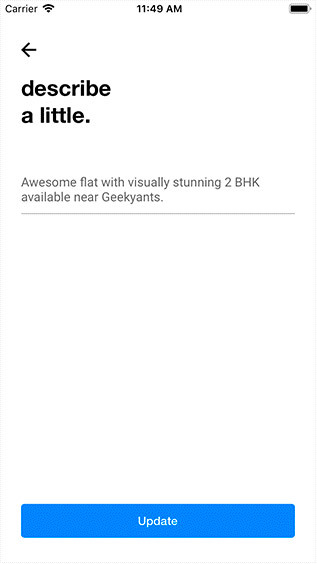 Carrier 11:49 AM
describe
a little.
Awesome flat with visually stunning 2 BHK
available near Geekyants.
Update